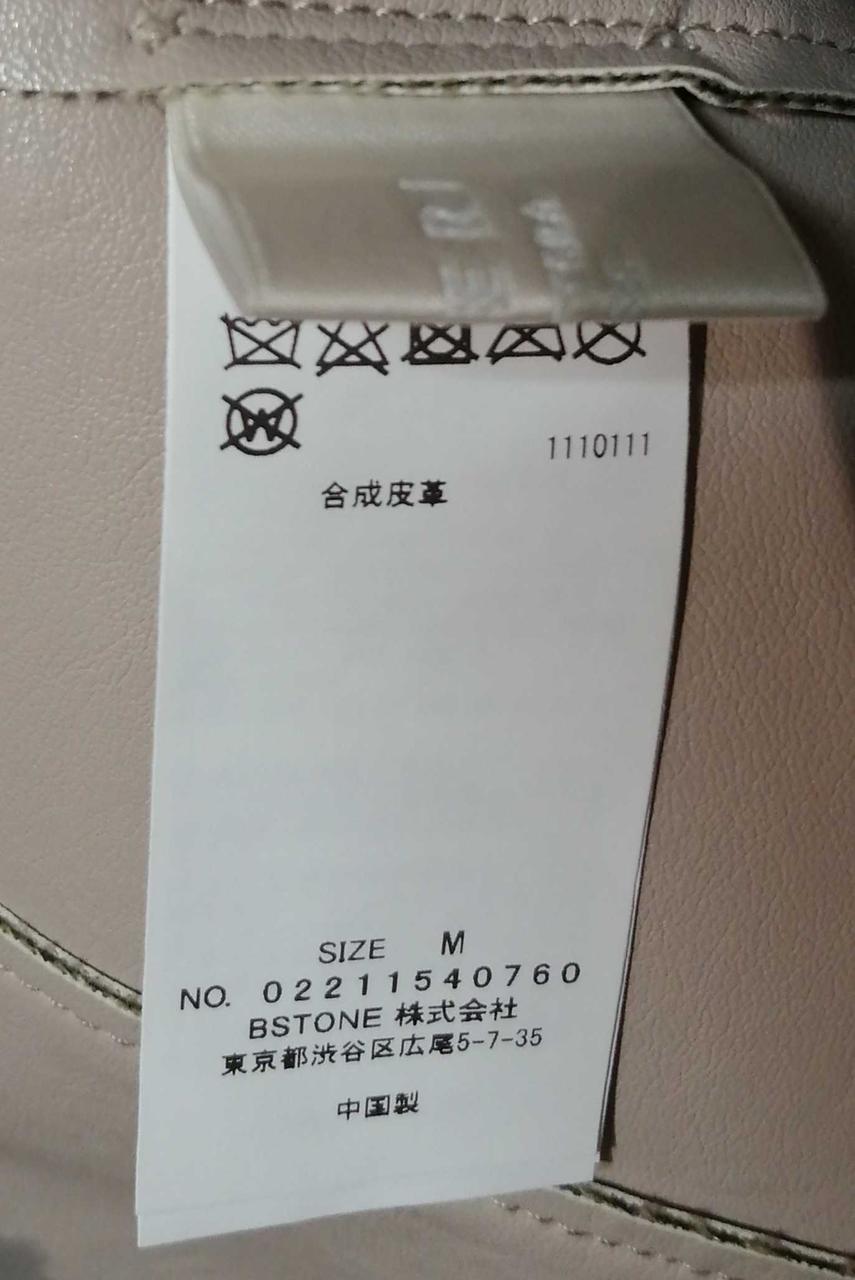 ERI
W
1110111
合成皮革
SIZE M
NO. 02211540760
BSTONE 株式会社
東京都渋谷区広尾5-7-35
中国製